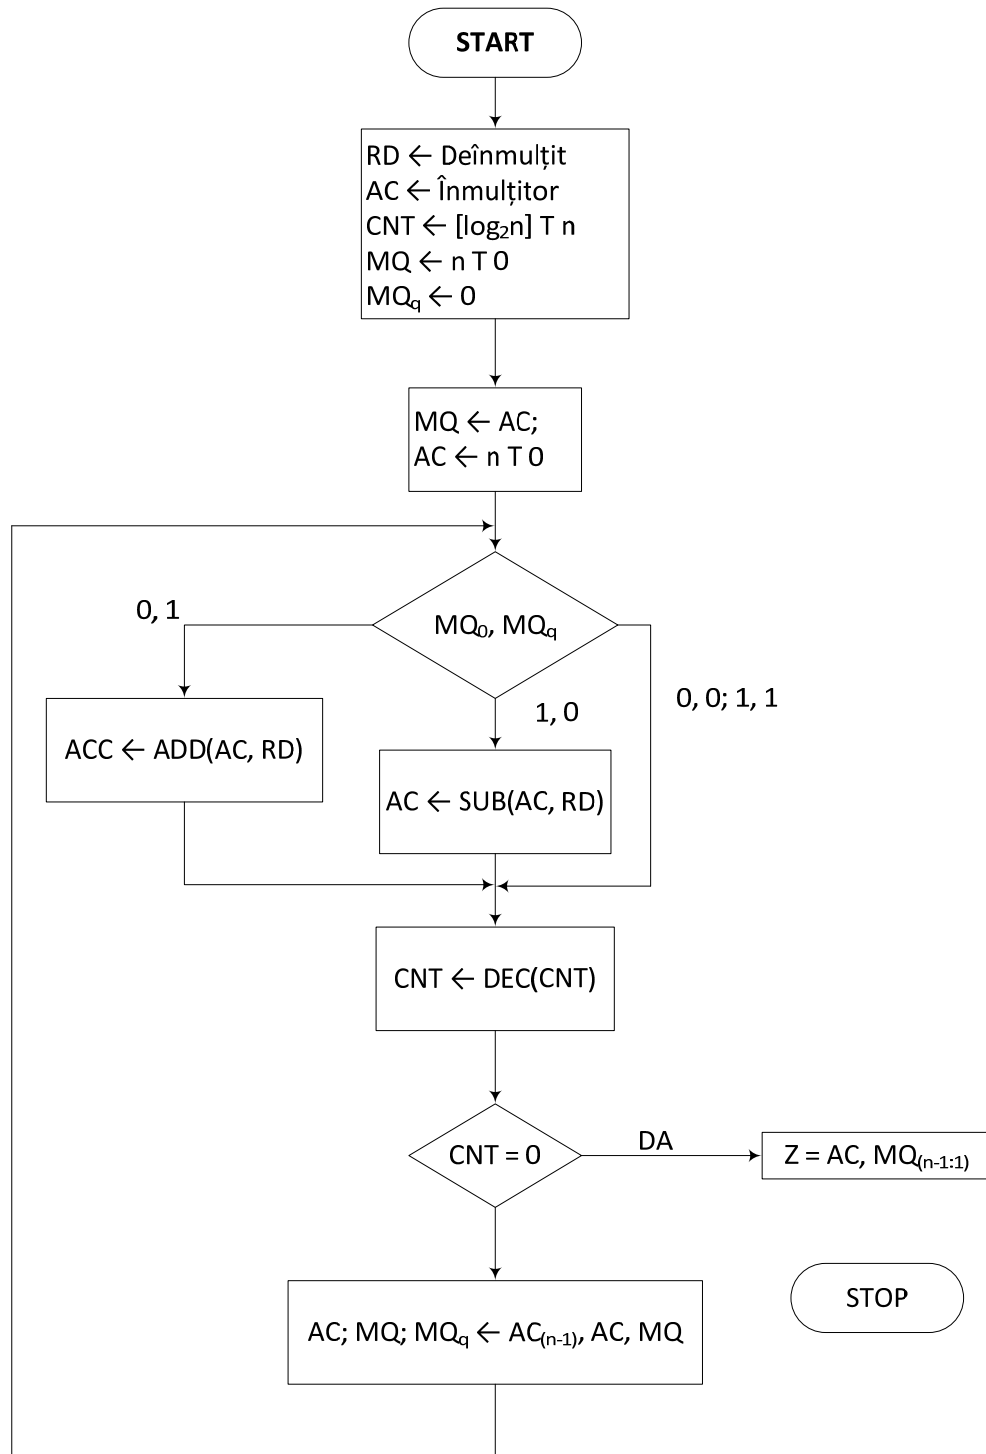 START
RD ← Deînmulțit
AC ← Înmulțitor
CNT ← [log₂n] T n
MQ ← n T 0
MQq ← 0
MQ ← AC;
AC ← n T 0
MQ₀, MQq
0, 1
1, 0
0, 0; 1, 1
ACC ← ADD(AC, RD)
AC ← SUB(AC, RD)
CNT ← DEC(CNT)
CNT = 0
DA
Z = AC, MQ(n-1:1)
AC; MQ; MQq ← AC(n-1), AC, MQ
STOP